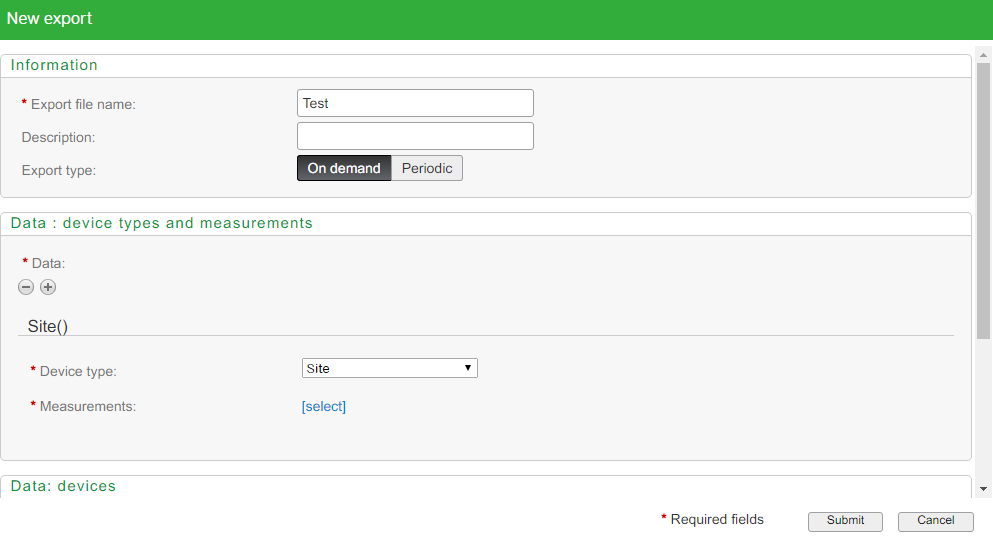 New export
Information
* Export file name:
Test
Description:
Export type:
On demand
Periodic
Data : device types and measurements
* Data:
Site()
* Device type:
Site
* Measurements:
[select]
Data: devices
* Required fields
Submit
Cancel